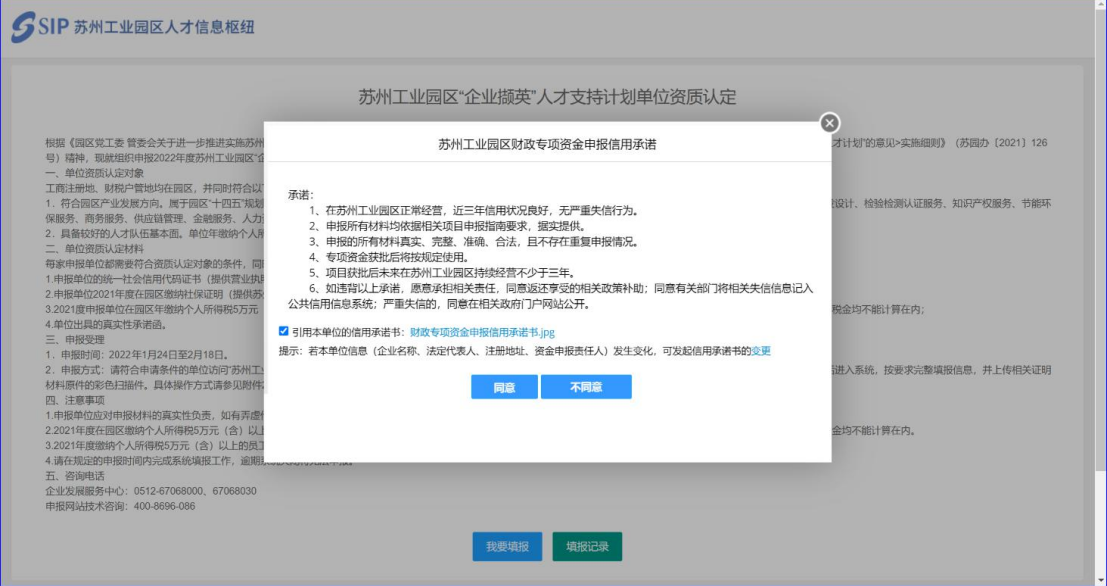 SIP 苏州工业园区人才信息枢纽
苏州工业园区“企业撷英”人才支持计划单位资质认定
根据《园区党工委 管委会关于进一步推进实施苏州
才计划”的意见>实施细则》（苏园办〔2021〕126
号）精神，现就组织申报2022年度苏州工业园区“企
一、单位资质认定对象
工商注册地、财税户管地均在园区，并同时符合以
1．符合园区产业发展方向。属于园区“十四五”规划
设计、检验检测认证服务、知识产权服务、节能环
保服务、商务服务、供应链管理、金融服务、人力
2．具备较好的人才队伍基本面。单位年缴纳个人所
二、单位资质认定材料
每家申报单位都需要符合资质认定对象的条件，同
1.申报单位的统一社会信用代码证书（提供营业执照
2.申报单位2021年度在园区缴纳社保证明（提供苏
3.2021度申报单位在园区年缴纳个人所得税5万元
税金均不能计算在内；
4.单位出具的真实性承诺函。
三、申报受理
1．申报时间：2022年1月24日至2月18日。
2．申报方式：请符合申请条件的单位访问“苏州工业
进入系统，按要求完整填报信息，并上传相关证明
材料原件的彩色扫描件。具体操作方式请参见附件
四、注意事项
1.申报单位应对申报材料的真实性负责，如有弄虚作
2.2021年度在园区缴纳个人所得税5万元（含）以上
金均不能计算在内。
3.2021年度缴纳个人所得税5万元（含）以上的员工
4.请在规定的申报时间内完成系统填报工作，逾期
五、咨询电话
企业发展服务中心：0512-67068000、67068030
申报网站技术咨询：400-8696-086
我要填报
填报记录
苏州工业园区财政专项资金申报信用承诺
承诺：
1、在苏州工业园区正常经营，近三年信用状况良好，无严重失信行为。
2、申报所有材料均依据相关项目申报指南要求，据实提供。
3、申报的所有材料真实、完整、准确、合法，且不存在重复申报情况。
4、专项资金获批后将按规定使用。
5、项目获批后未来在苏州工业园区持续经营不少于三年。
6、如违背以上承诺，愿意承担相关责任，同意返还享受的相关政策补助；同意有关部门将相关失信信息记入
公共信用信息系统；严重失信的，同意在相关政府门户网站公开。
引用本单位的信用承诺书：财政专项资金申报信用承诺书.jpg
提示：若本单位信息（企业名称、法定代表人、注册地址、资金申报责任人）发生变化，可发起信用承诺书的变更
同意
不同意